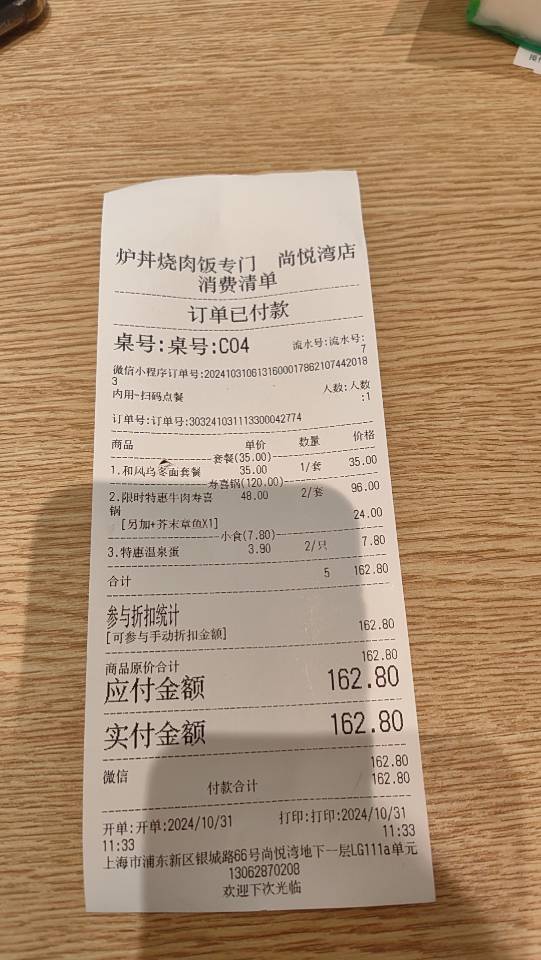 炉丼烧肉饭专门 尚悦湾店
消费清单
订单已付款
桌号:桌号:C04 流水号:流水号:
7
微信小程序订单号:2024103106131600017862107442018
3
内用-扫码点餐 人数:人数
:1
订单号:订单号:303241031113300042774
商品 单价 数量 价格
套餐(35.00)
1.和风乌冬面套餐 35.00 1/套 35.00
寿喜锅(120.00)
2.限时特惠牛肉寿喜 48.00 2/套 96.00
锅
[另加+芥末章鱼X1] 24.00
小食(7.80)
3.特惠温泉蛋 3.90 2/只 7.80
合计 5 162.80
参与折扣统计
[可参与手动折扣金额] 162.80
商品原价合计 162.80
应付金额 162.80
实付金额 162.80
微信 162.80
付款合计 162.80
开单:开单:2024/10/31 打印:打印:2024/10/31
11:33 11:33
上海市浦东新区银城路66号尚悦湾地下一层LG111a单元
13062870208
欢迎下次光临